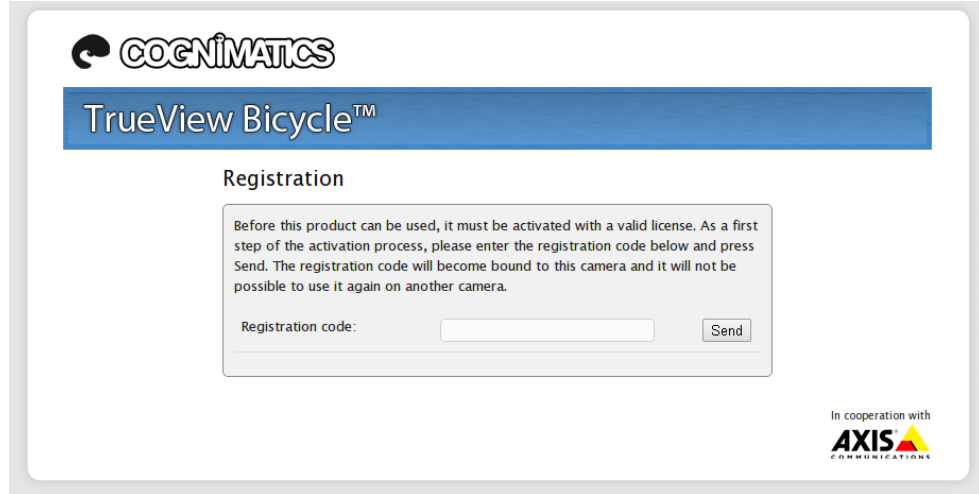 COGNIMATICS
TrueView Bicycle™
Registration
Before this product can be used, it must be activated with a valid license. As a first
step of the activation process, please enter the registration code below and press
Send. The registration code will become bound to this camera and it will not be
possible to use it again on another camera.
Registration code:
Send
In cooperation with
AXIS
COMMUNICATIONS